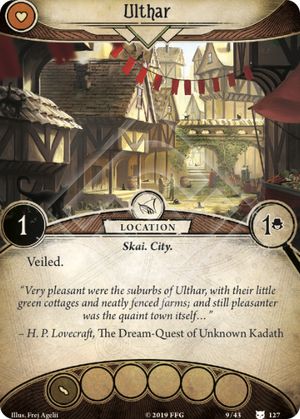 Ulthar
1
LOCATION
1
Skai. City.
Veiled.
“Very pleasant were the suburbs of Ulthar, with their little
green cottages and neatly fenced farms; and still pleasanter
was the quaint town itself…”
– H. P. Lovecraft, The Dream-Quest of Unknown Kadath
Illus. Frej Agelii
© 2019 FFG
9/43
127